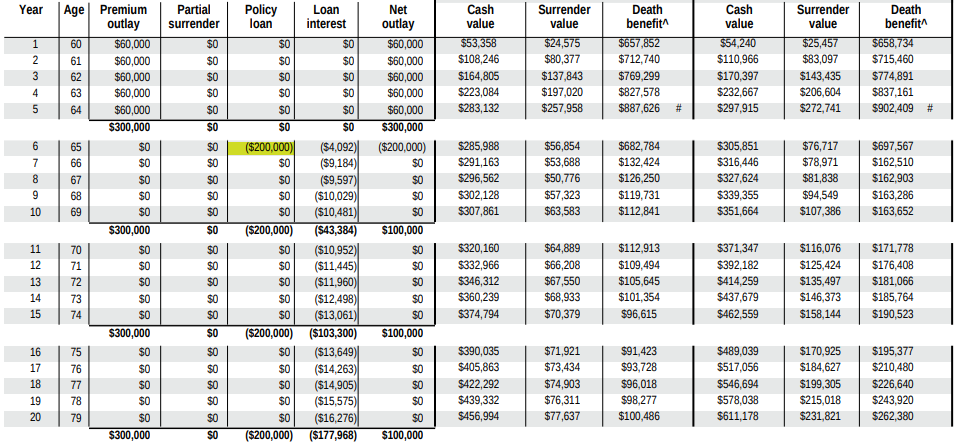 Year Age Premium outlay Partial surrender Policy loan Loan interest Net outlay Cash value Surrender value Death benefit^ Cash value Surrender value Death benefit^
1 60 $60,000 $0 $0 $0 $60,000 $53,358 $24,575 $657,852 $54,240 $25,457 $658,734
2 61 $60,000 $0 $0 $0 $60,000 $108,246 $80,377 $712,740 $110,966 $83,097 $715,460
3 62 $60,000 $0 $0 $0 $60,000 $164,805 $137,843 $769,299 $170,397 $143,435 $774,891
4 63 $60,000 $0 $0 $0 $60,000 $223,084 $197,020 $827,578 $232,667 $206,604 $837,161
5 64 $60,000 $0 $0 $0 $60,000 $283,132 $257,958 $887,626 # $297,915 $272,741 $902,409 #
$300,000 $0 $0 $0 $300,000
6 65 $0 $0 ($200,000) ($4,092) ($200,000) $285,988 $56,854 $682,784 $305,851 $76,717 $697,567
7 66 $0 $0 $0 ($9,184) $0 $291,163 $53,688 $132,424 $316,446 $78,971 $162,510
8 67 $0 $0 $0 ($9,597) $0 $296,562 $50,776 $126,250 $327,624 $81,838 $162,903
9 68 $0 $0 $0 ($10,029) $0 $302,128 $57,323 $119,731 $339,355 $94,549 $163,286
10 69 $0 $0 $0 ($10,481) $0 $307,861 $63,583 $112,841 $351,664 $107,386 $163,652
$300,000 $0 ($200,000) ($43,384) $100,000
11 70 $0 $0 $0 ($10,952) $0 $320,160 $64,889 $112,913 $371,347 $116,076 $171,778
12 71 $0 $0 $0 ($11,445) $0 $332,966 $66,208 $109,494 $392,182 $125,424 $176,408
13 72 $0 $0 $0 ($11,960) $0 $346,312 $67,550 $105,645 $414,259 $135,497 $181,066
14 73 $0 $0 $0 ($12,498) $0 $360,239 $68,933 $101,354 $437,679 $146,373 $185,764
15 74 $0 $0 $0 ($13,061) $0 $374,794 $70,379 $96,615 $462,559 $158,144 $190,523
$300,000 $0 ($200,000) ($103,300) $100,000
16 75 $0 $0 $0 ($13,649) $0 $390,035 $71,921 $91,423 $489,039 $170,925 $195,377
17 76 $0 $0 $0 ($14,263) $0 $405,863 $73,434 $93,728 $517,056 $184,627 $210,480
18 77 $0 $0 $0 ($14,905) $0 $422,292 $74,903 $96,018 $546,694 $199,305 $226,640
19 78 $0 $0 $0 ($15,575) $0 $439,332 $76,311 $98,277 $578,038 $215,018 $243,920
20 79 $0 $0 $0 ($16,276) $0 $456,994 $77,637 $100,486 $611,178 $231,821 $262,380
$300,000 $0 ($200,000) ($177,968) $100,000